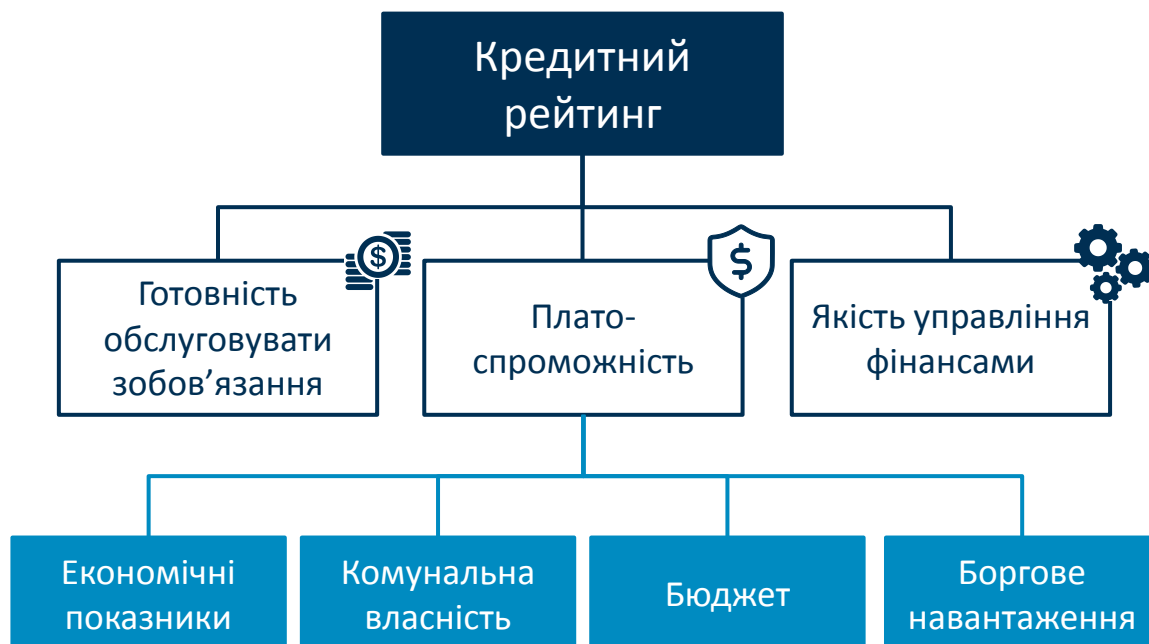 Кредитний
рейтинг
$
Готовність
обслуговувати
зобов’язання
$
Плато-
спроможність
Якість управління
фінансами
Економічні
показники
Комунальна
власність
Бюджет
Боргове
навантаження